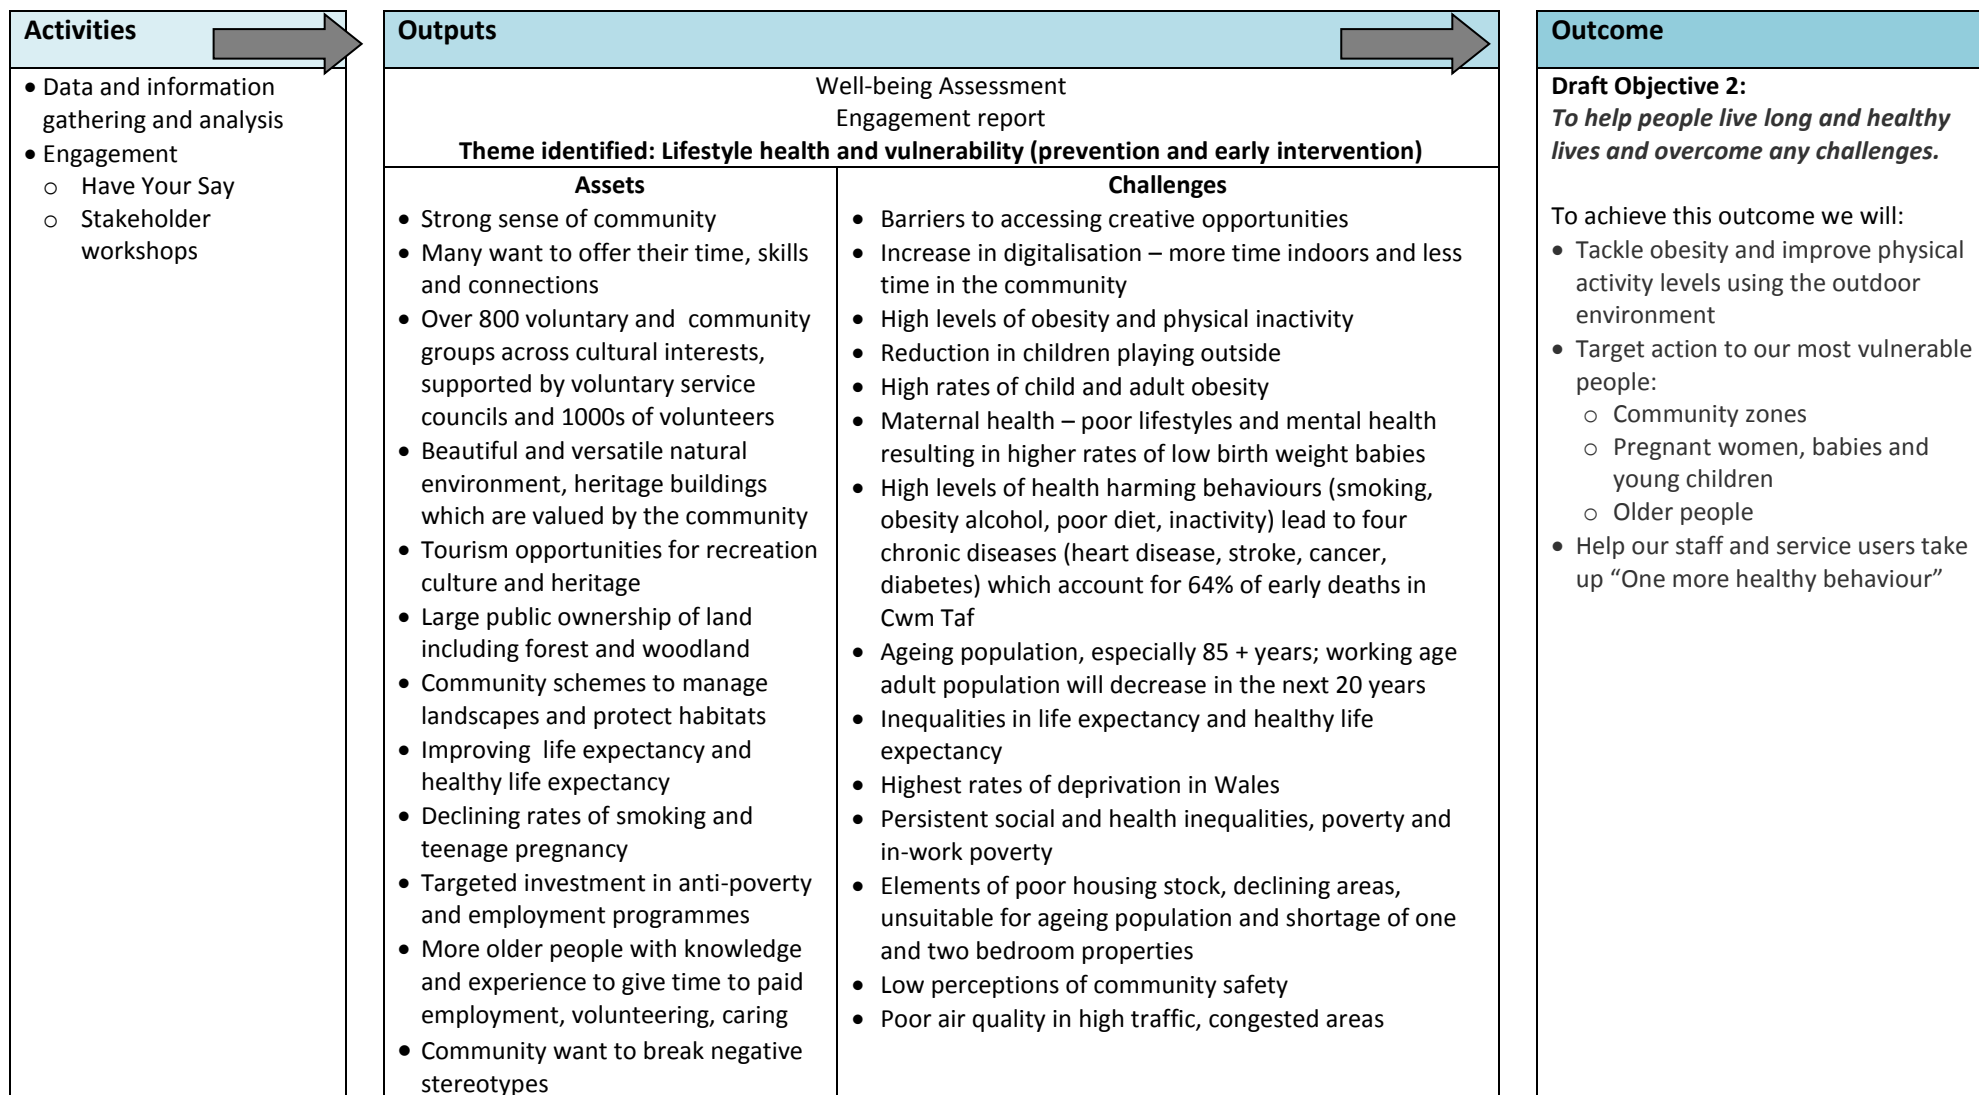 Activities
• Data and information
gathering and analysis
• Engagement
o Have Your Say
o Stakeholder
workshops
Outputs
Well-being Assessment
Engagement report
Theme identified: Lifestyle health and vulnerability (prevention and early intervention)
Assets
• Strong sense of community
• Many want to offer their time, skills
and connections
• Over 800 voluntary and community
groups across cultural interests,
supported by voluntary service
councils and 1000s of volunteers
• Beautiful and versatile natural
environment, heritage buildings
which are valued by the community
• Tourism opportunities for recreation
culture and heritage
• Large public ownership of land
including forest and woodland
• Community schemes to manage
landscapes and protect habitats
• Improving life expectancy and
healthy life expectancy
• Declining rates of smoking and
teenage pregnancy
• Targeted investment in anti-poverty
and employment programmes
• More older people with knowledge
and experience to give time to paid
employment, volunteering, caring
• Community want to break negative
stereotypes
Challenges
• Barriers to accessing creative opportunities
• Increase in digitalisation – more time indoors and less
time in the community
• High levels of obesity and physical inactivity
• Reduction in children playing outside
• High rates of child and adult obesity
• Maternal health – poor lifestyles and mental health
resulting in higher rates of low birth weight babies
• High levels of health harming behaviours (smoking,
obesity alcohol, poor diet, inactivity) lead to four
chronic diseases (heart disease, stroke, cancer,
diabetes) which account for 64% of early deaths in
Cwm Taf
• Ageing population, especially 85 + years; working age
adult population will decrease in the next 20 years
• Inequalities in life expectancy and healthy life
expectancy
• Highest rates of deprivation in Wales
• Persistent social and health inequalities, poverty and
in-work poverty
• Elements of poor housing stock, declining areas,
unsuitable for ageing population and shortage of one
and two bedroom properties
• Low perceptions of community safety
• Poor air quality in high traffic, congested areas
Outcome
Draft Objective 2:
To help people live long and healthy
lives and overcome any challenges.
To achieve this outcome we will:
• Tackle obesity and improve physical
activity levels using the outdoor
environment
• Target action to our most vulnerable
people:
o Community zones
o Pregnant women, babies and
young children
o Older people
• Help our staff and service users take
up “One more healthy behaviour”